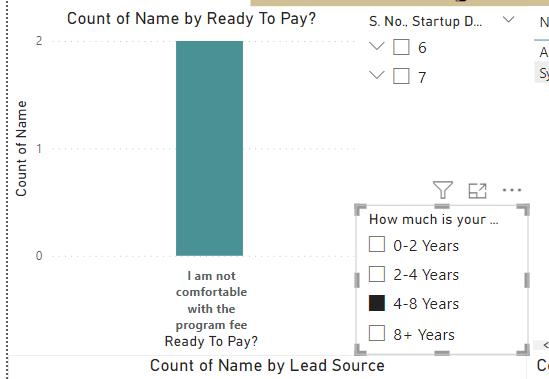 Count of Name by Ready To Pay?
2
1
0
Count of Name
I am not
comfortable
with the
program fee
Ready To Pay?
S. No., Startup D...
6
7
N
A
Sy
How much is your ...
0-2 Years
2-4 Years
4-8 Years
8+ Years
Count of Name by Lead Source
Co